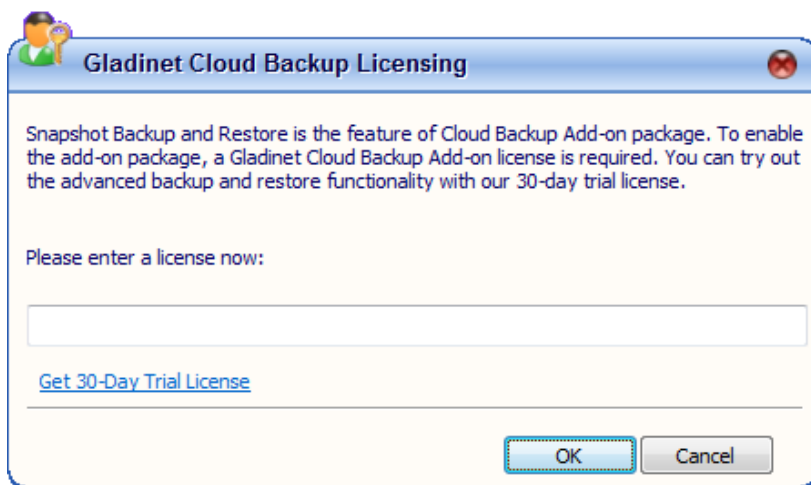 Gladinet Cloud Backup Licensing
Snapshot Backup and Restore is the feature of Cloud Backup Add-on package. To enable
the add-on package, a Gladinet Cloud Backup Add-on license is required. You can try out
the advanced backup and restore functionality with our 30-day trial license.
Please enter a license now:
Get 30-Day Trial License
OK Cancel